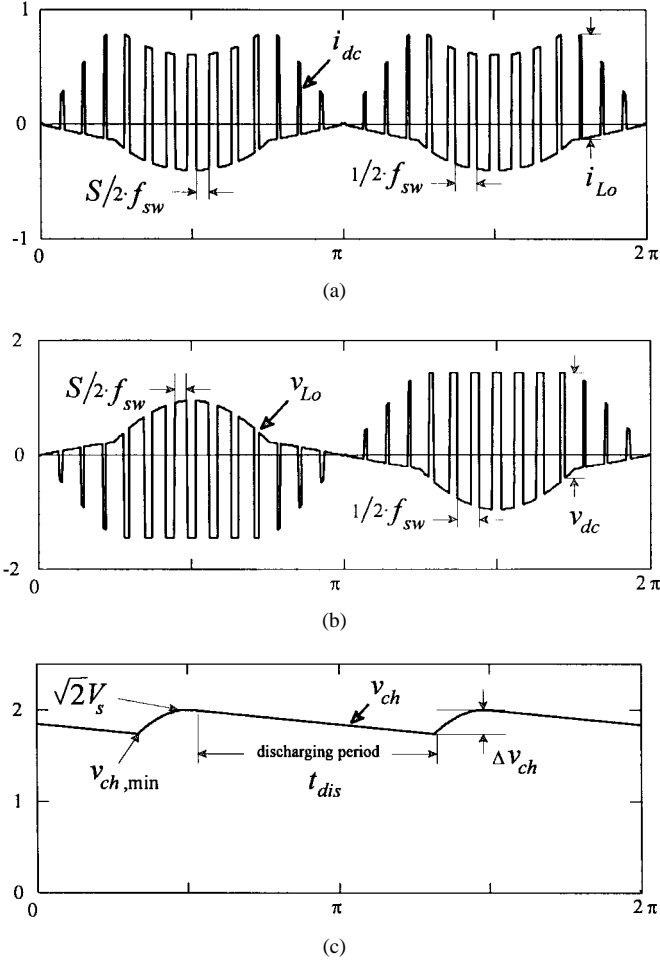 1
0
-1
i_dc
S/2·f_sw
1/2·f_sw
i_Lo
0
π
2π
(a)
2
0
-2
S/2·f_sw
v_Lo
1/2·f_sw
v_dc
0
π
2π
(b)
2
1
0
√2V_s
v_ch
v_ch,min
discharging period
t_dis
Δv_ch
0
π
2π
(c)